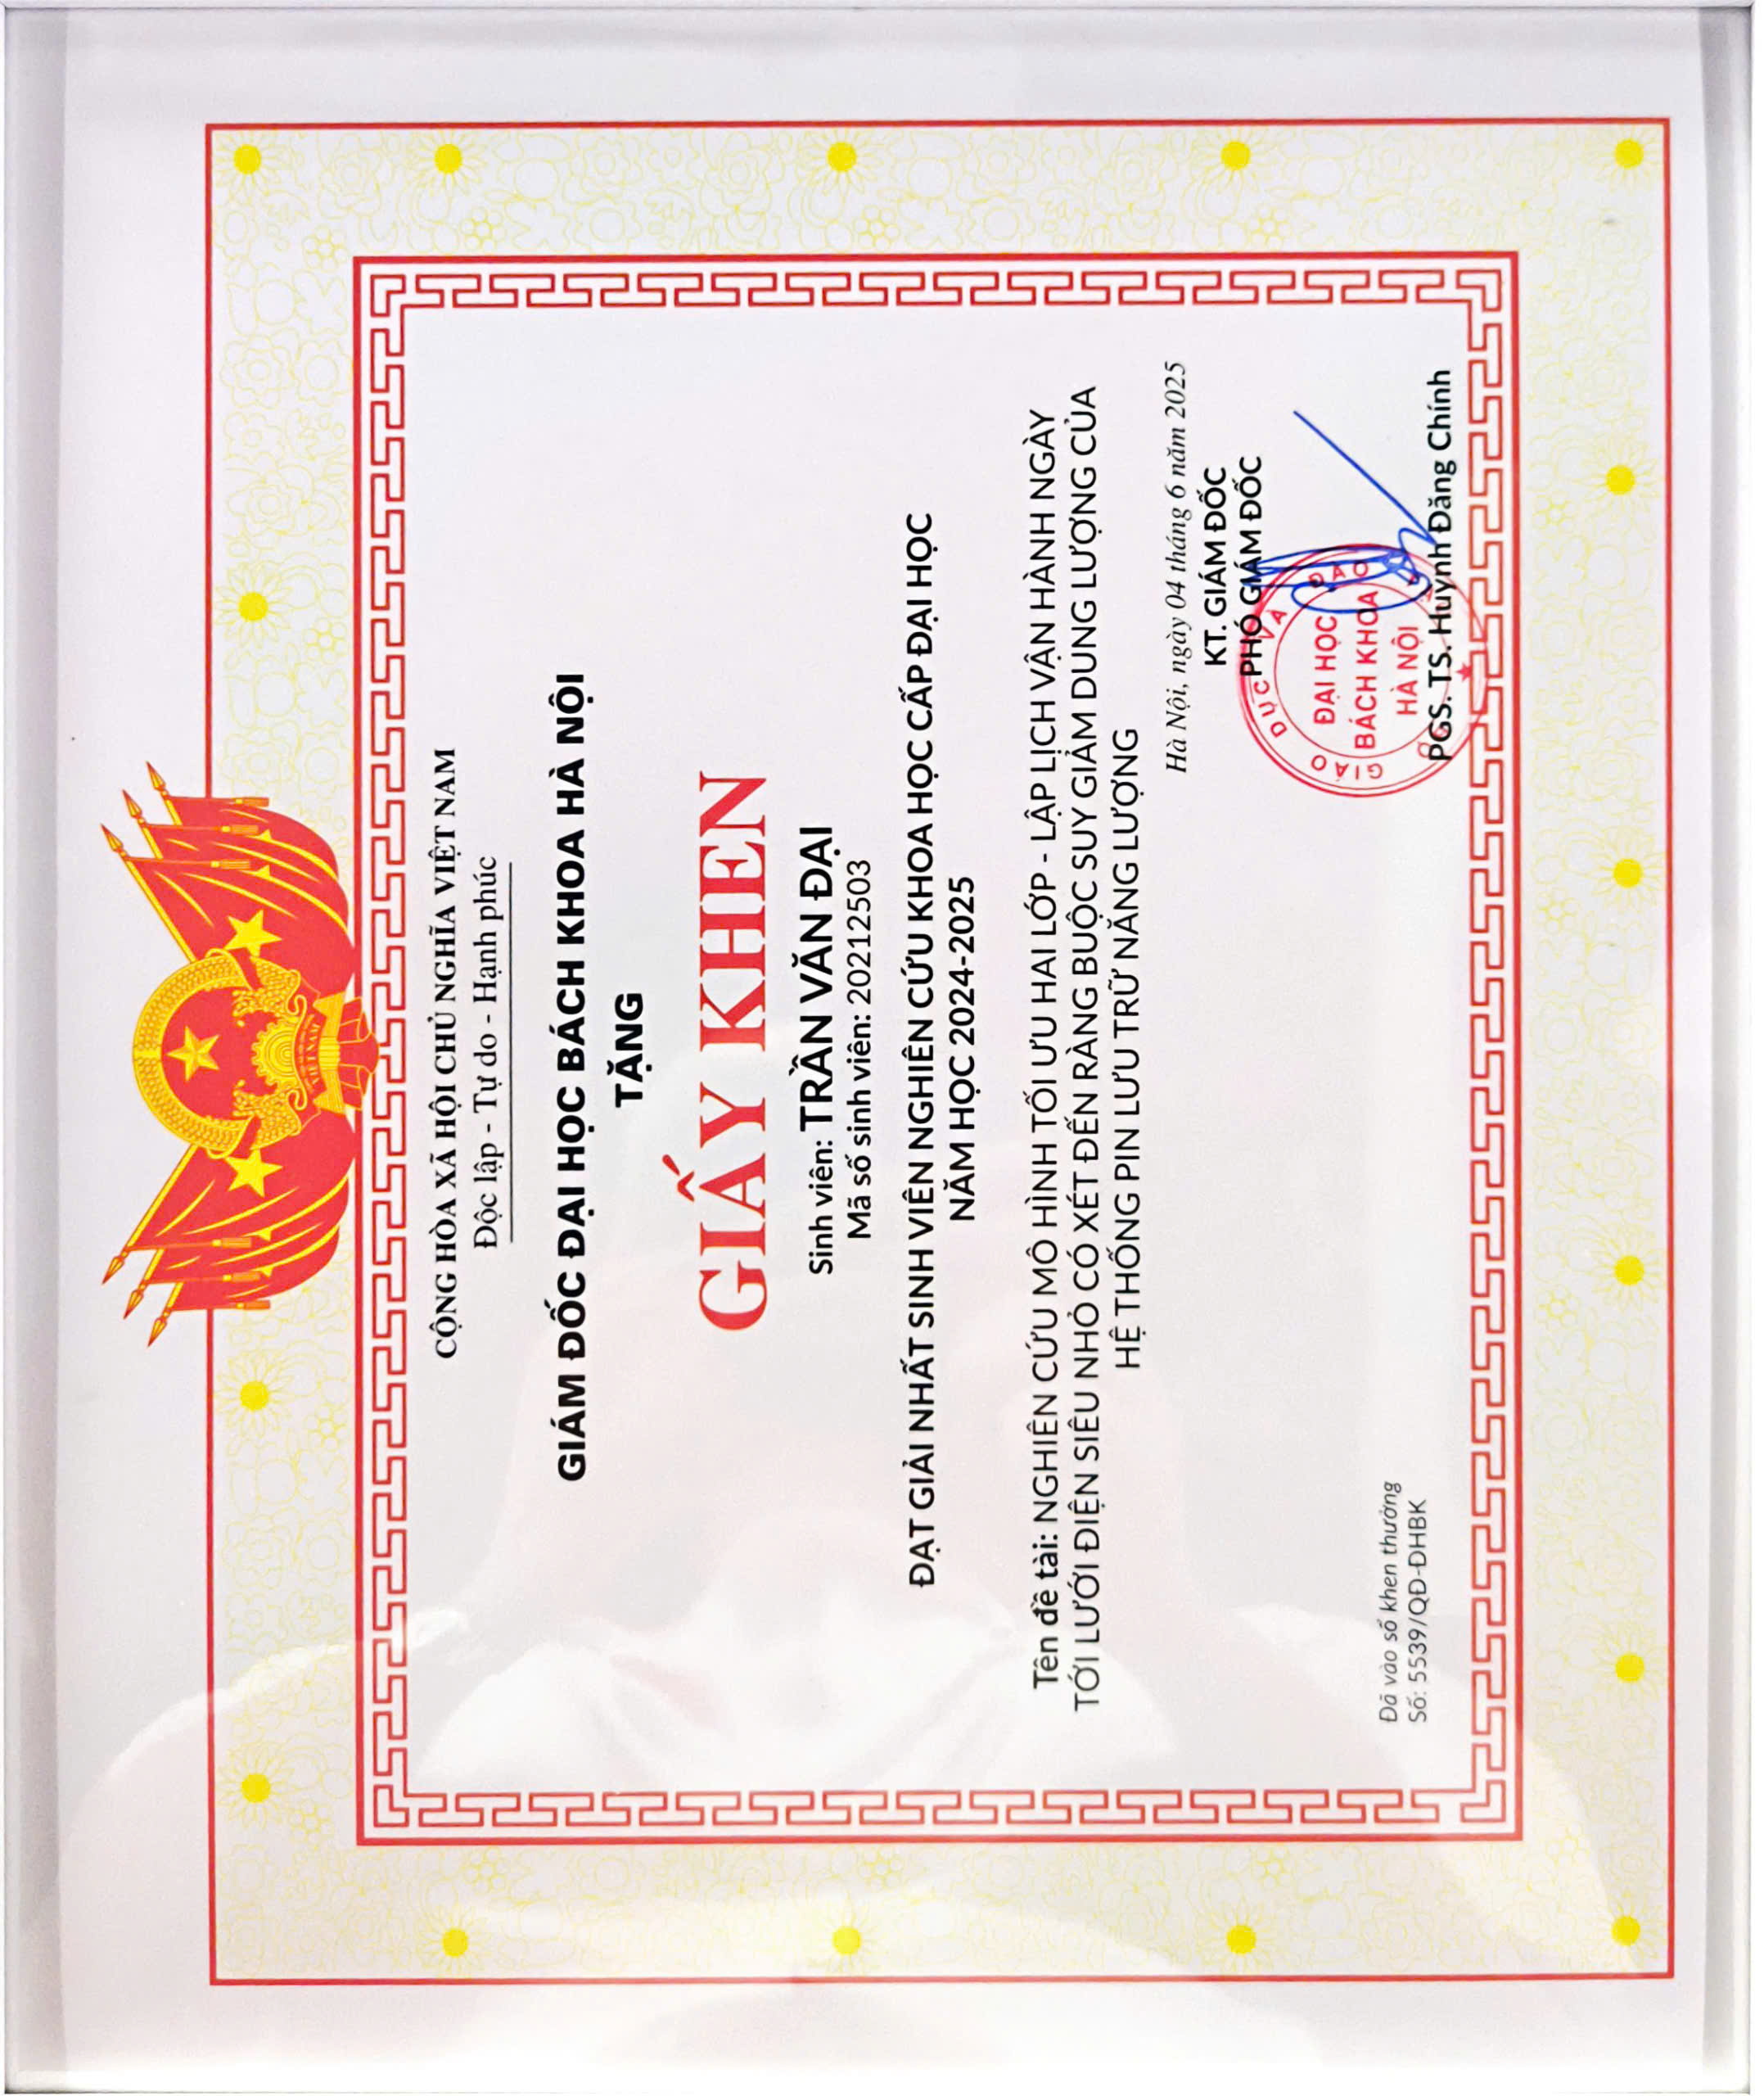 VIỆT NAM
CỘNG HÒA XÃ HỘI CHỦ NGHĨA VIỆT NAM
Độc lập - Tự do - Hạnh phúc
GIÁM ĐỐC ĐẠI HỌC BÁCH KHOA HÀ NỘI
TẶNG
GIẤY KHEN
Sinh viên: TRẦN VĂN ĐẠI
Mã số sinh viên: 20212503
ĐẠT GIẢI NHẤT SINH VIÊN NGHIÊN CỨU KHOA HỌC CẤP ĐẠI HỌC
NĂM HỌC 2024-2025
Tên đề tài: NGHIÊN CỨU MÔ HÌNH TỐI ƯU HAI LỚP - LẬP LỊCH VẬN HÀNH NGÀY
TỚI LƯỚI ĐIỆN SIÊU NHỎ CÓ XÉT ĐẾN RÀNG BUỘC SUY GIẢM DUNG LƯỢNG CỦA
HỆ THỐNG PIN LƯU TRỮ NĂNG LƯỢNG
Hà Nội, ngày 04 tháng 6 năm 2025
KT. GIÁM ĐỐC
PHÓ GIÁM ĐỐC
GIÁO DỤC VÀ ĐÀO
ĐẠI HỌC
BÁCH KHOA
HÀ NỘI
PGS. TS. Huỳnh Đăng Chính
Đã vào sổ khen thưởng
Số: 5539/QĐ-ĐHBK